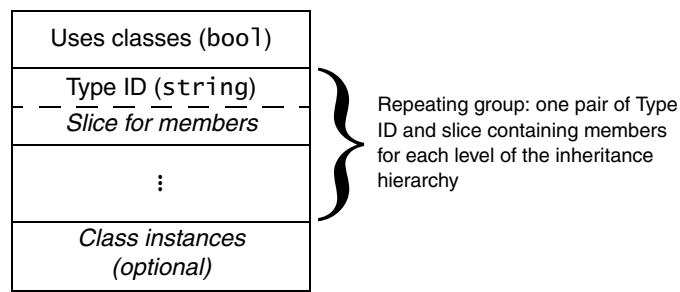 Uses classes (bool)
Type ID (string)
Slice for members
⋮
Class instances
(optional)
Repeating group: one pair of Type
ID and slice containing members
for each level of the inheritance
hierarchy